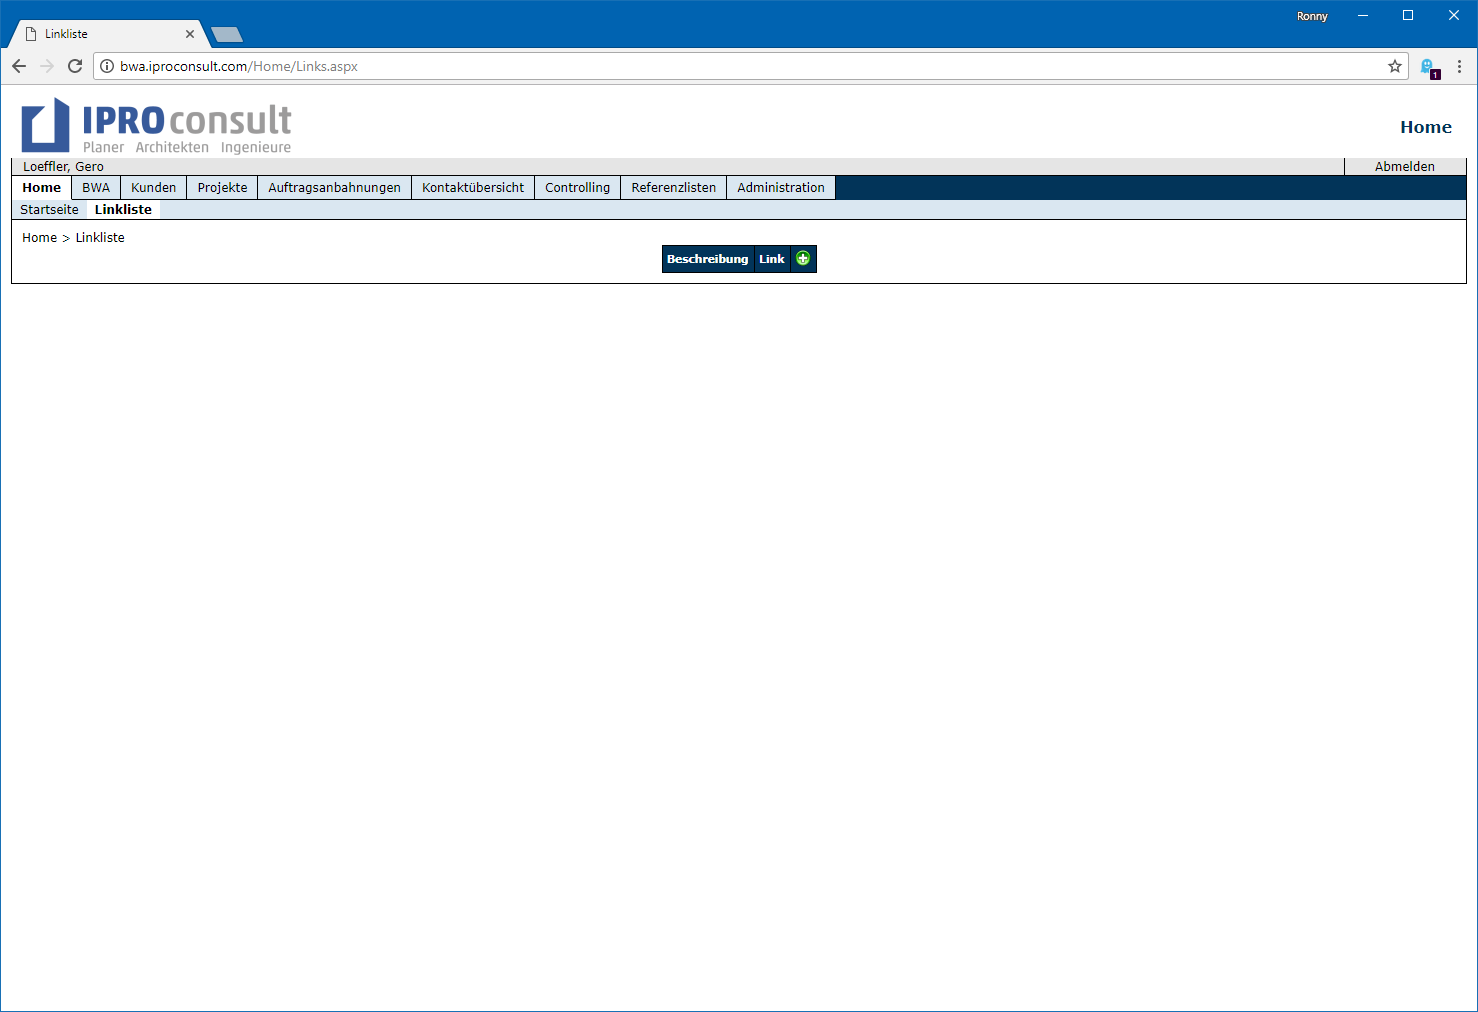 Ronny
Linkliste
bwa.iproconsult.com/Home/Links.aspx
1
IPROconsult
Planer Architekten Ingenieure
Home
Loeffler, Gero Abmelden
Home BWA Kunden Projekte Auftragsanbahnungen Kontaktübersicht Controlling Referenzlisten Administration
Startseite Linkliste
Home > Linkliste
Beschreibung Link